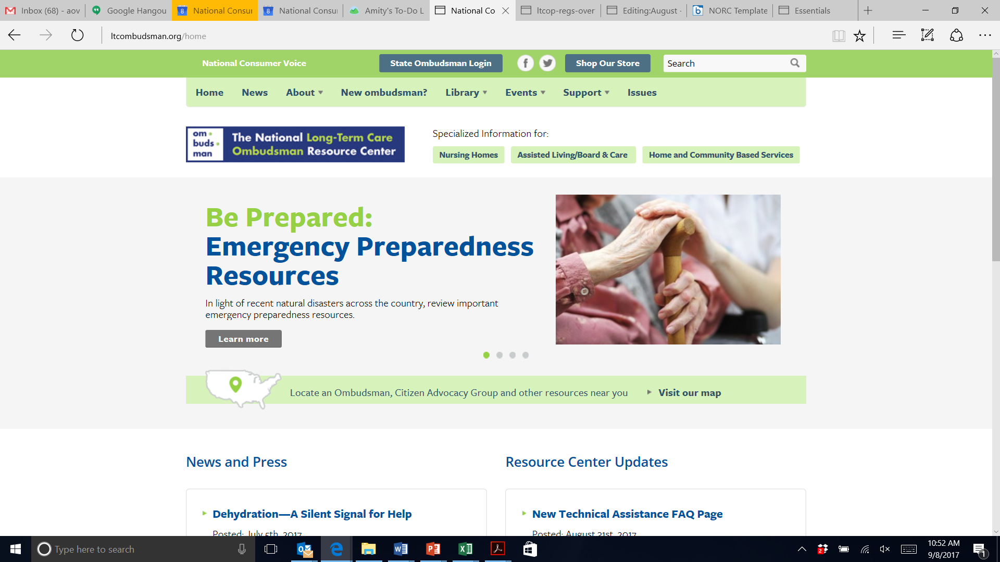 Inbox (68) - aov
Google Hangou
8 National Consur
8 National Consur
Amity's To-Do L
National Co
ltcop-regs-over
Editing:August -
b NORC Template
Essentials
ltcombudsman.org/home
National Consumer Voice
State Ombudsman Login
f
Shop Our Store
Search
Home
News
About
New ombudsman?
Library
Events
Support
Issues
om
buds
man
The National Long-Term Care
Ombudsman Resource Center
Specialized Information for:
Nursing Homes
Assisted Living/Board & Care
Home and Community Based Services
Be Prepared:
Emergency Preparedness
Resources
In light of recent natural disasters across the country, review important
emergency preparedness resources.
Learn more
Locate an Ombudsman, Citizen Advocacy Group and other resources near you
Visit our map
News and Press
Resource Center Updates
Dehydration—A Silent Signal for Help
Posted: July 5th, 2017
New Technical Assistance FAQ Page
Posted: August 31st, 2017
Type here to search
2
10:52 AM
9/8/2017
1